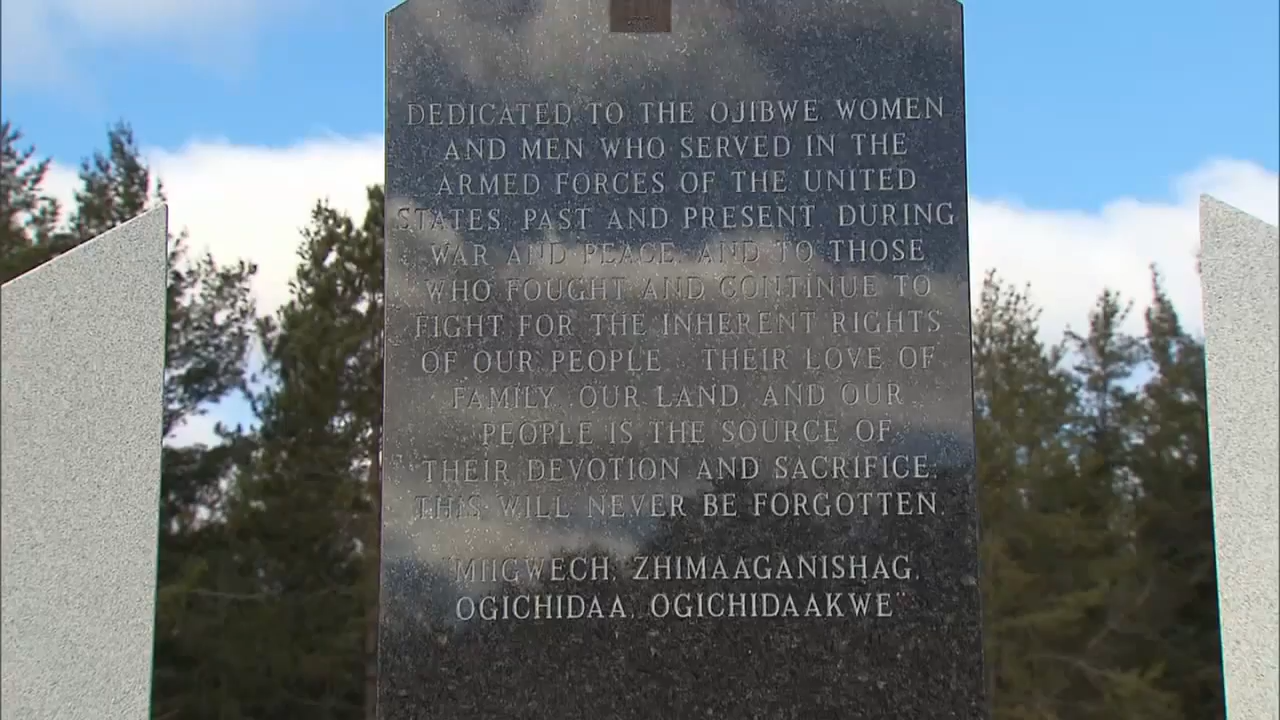 DEDICATED TO THE OJIBWE WOMEN
AND MEN WHO SERVED IN THE
ARMED FORCES OF THE UNITED
STATES, PAST AND PRESENT, DURING
WAR AND PEACE, AND TO THOSE
WHO FOUGHT AND CONTINUE TO
FIGHT FOR THE INHERENT RIGHTS
OF OUR PEOPLE. THEIR LOVE OF
FAMILY, OUR LAND, AND OUR
PEOPLE IS THE SOURCE OF
THEIR DEVOTION AND SACRIFICE;
THIS WILL NEVER BE FORGOTTEN.
"MIIGWECH, ZHIMAAGANISHAG,
OGICHIDAA, OGICHIDAAKWE"